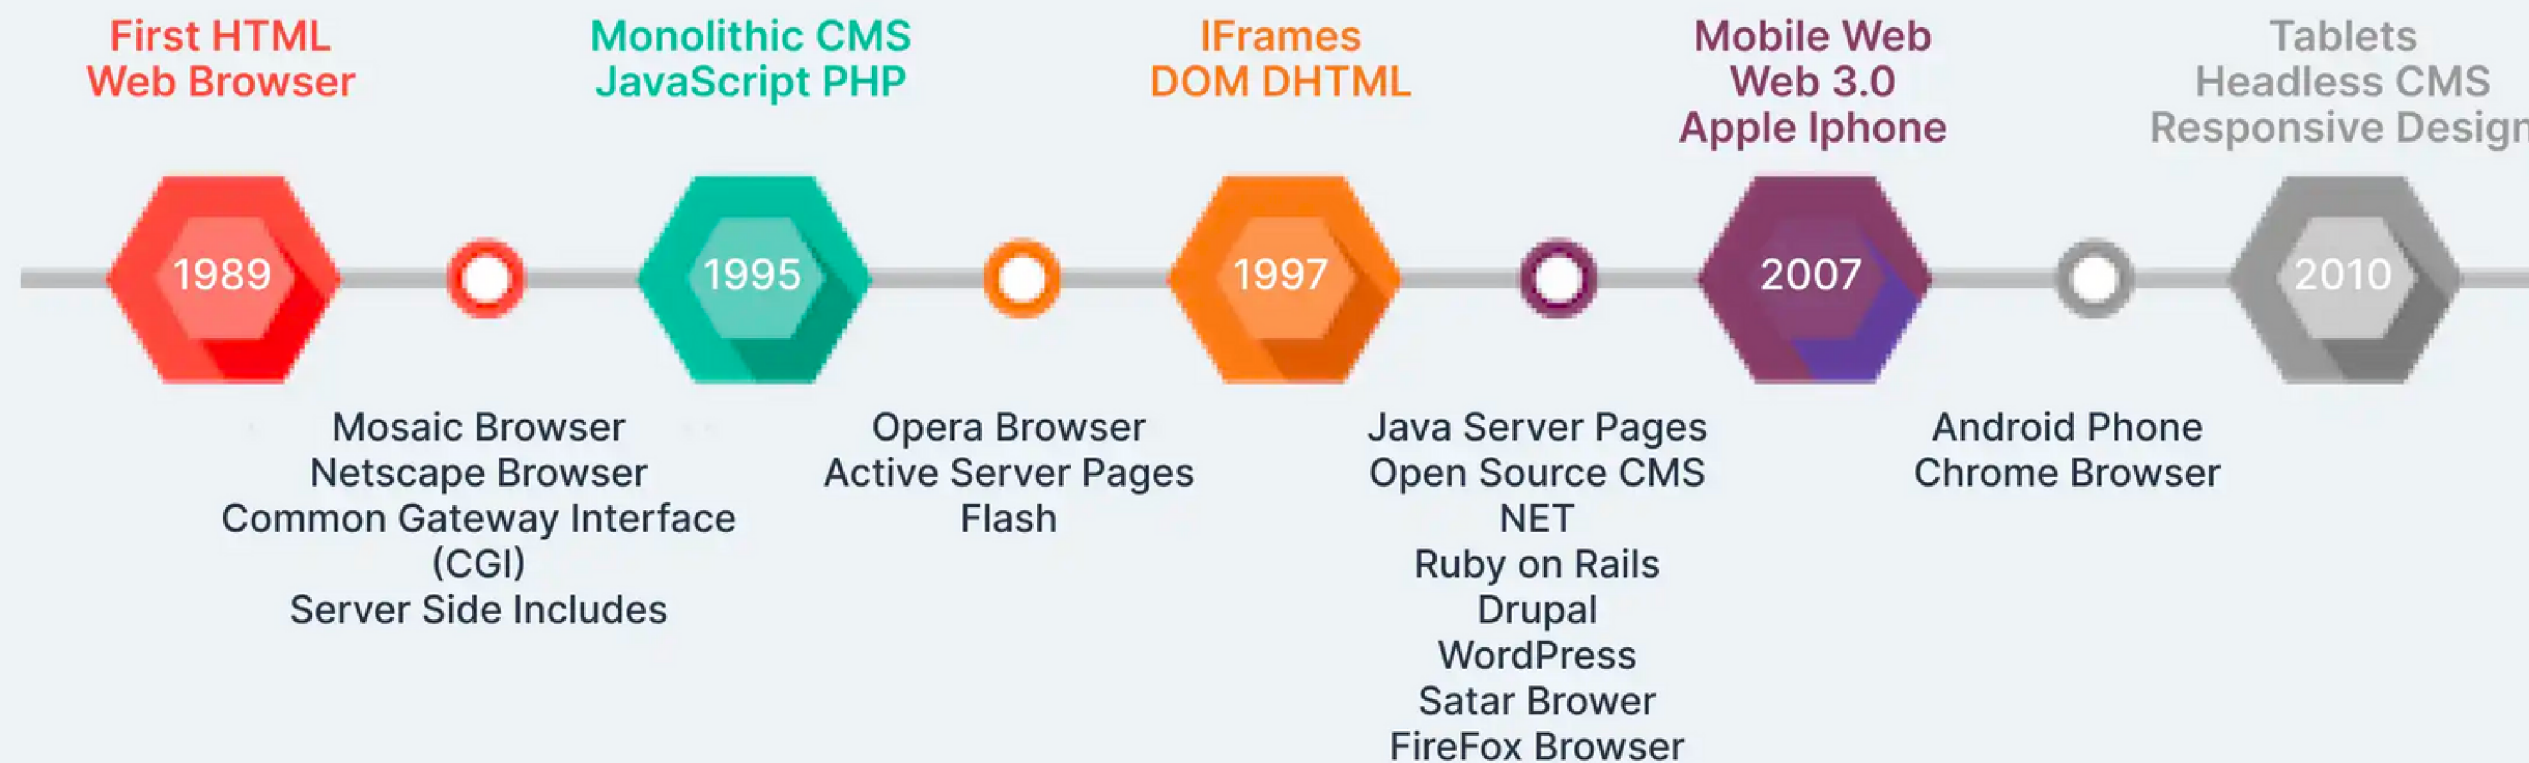 First HTML
Web Browser
Monolithic CMS
JavaScript PHP
IFrames
DOM DHTML
Mobile Web
Web 3.0
Apple Iphone
Tablets
Headless CMS
Responsive Design
1989
1995
1997
2007
2010
Mosaic Browser
Netscape Browser
Common Gateway Interface
(CGI)
Server Side Includes
Opera Browser
Active Server Pages
Flash
Java Server Pages
Open Source CMS
NET
Ruby on Rails
Drupal
WordPress
Satar Brower
FireFox Browser
Android Phone
Chrome Browser